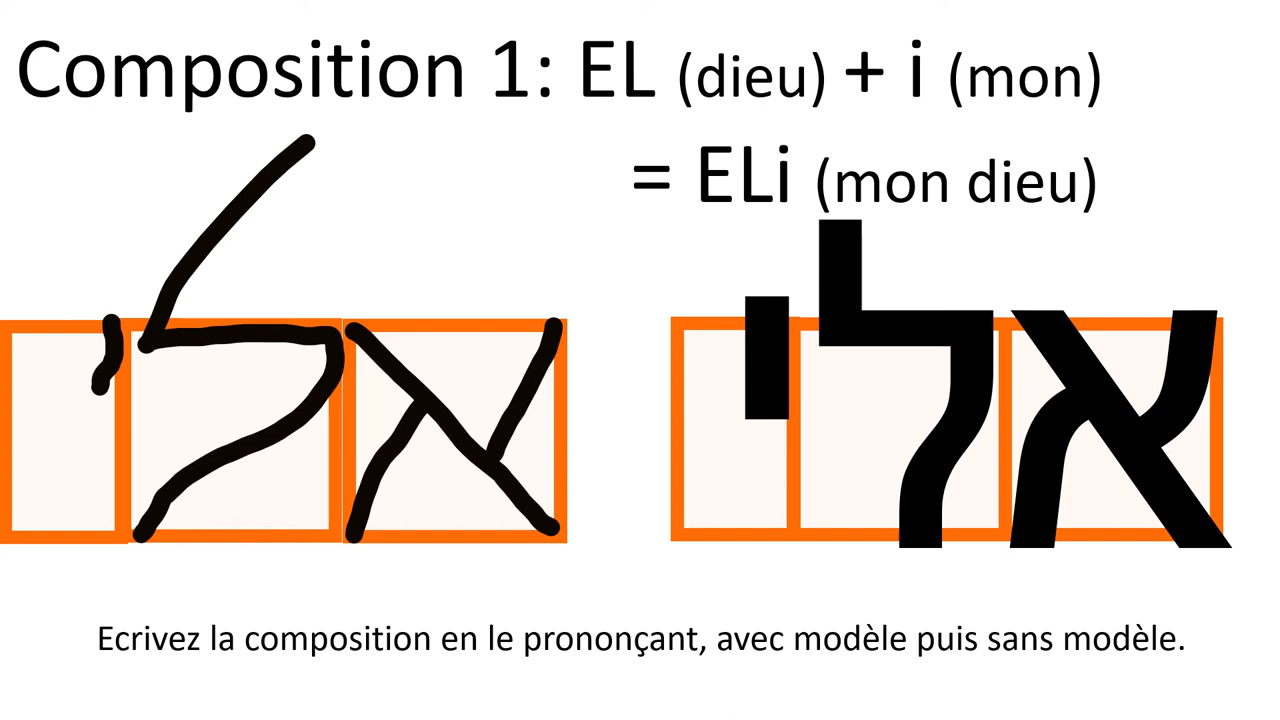 Composition 1: EL (dieu) + i (mon)
= ELi (mon dieu)
אלי
אלי
Ecrivez la composition en le prononçant, avec modèle puis sans modèle.